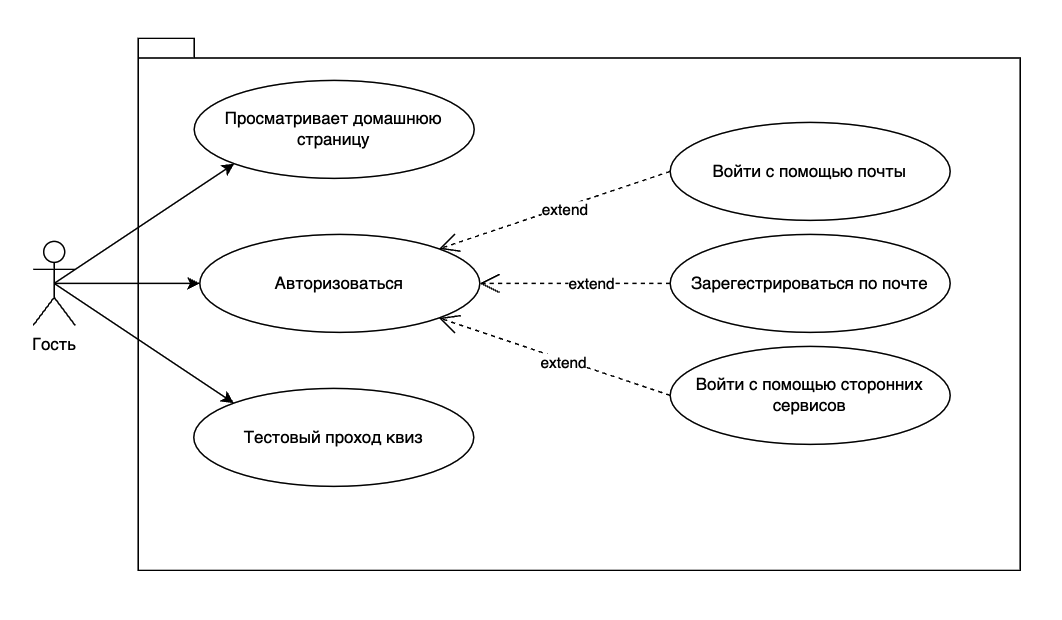 Просматривает домашнюю
страницу
Войти с помощью почты
extend
Авторизоваться
extend
Зарегестрироваться по почте
Гость
extend
Войти с помощью сторонних
сервисов
Тестовый проход квиз